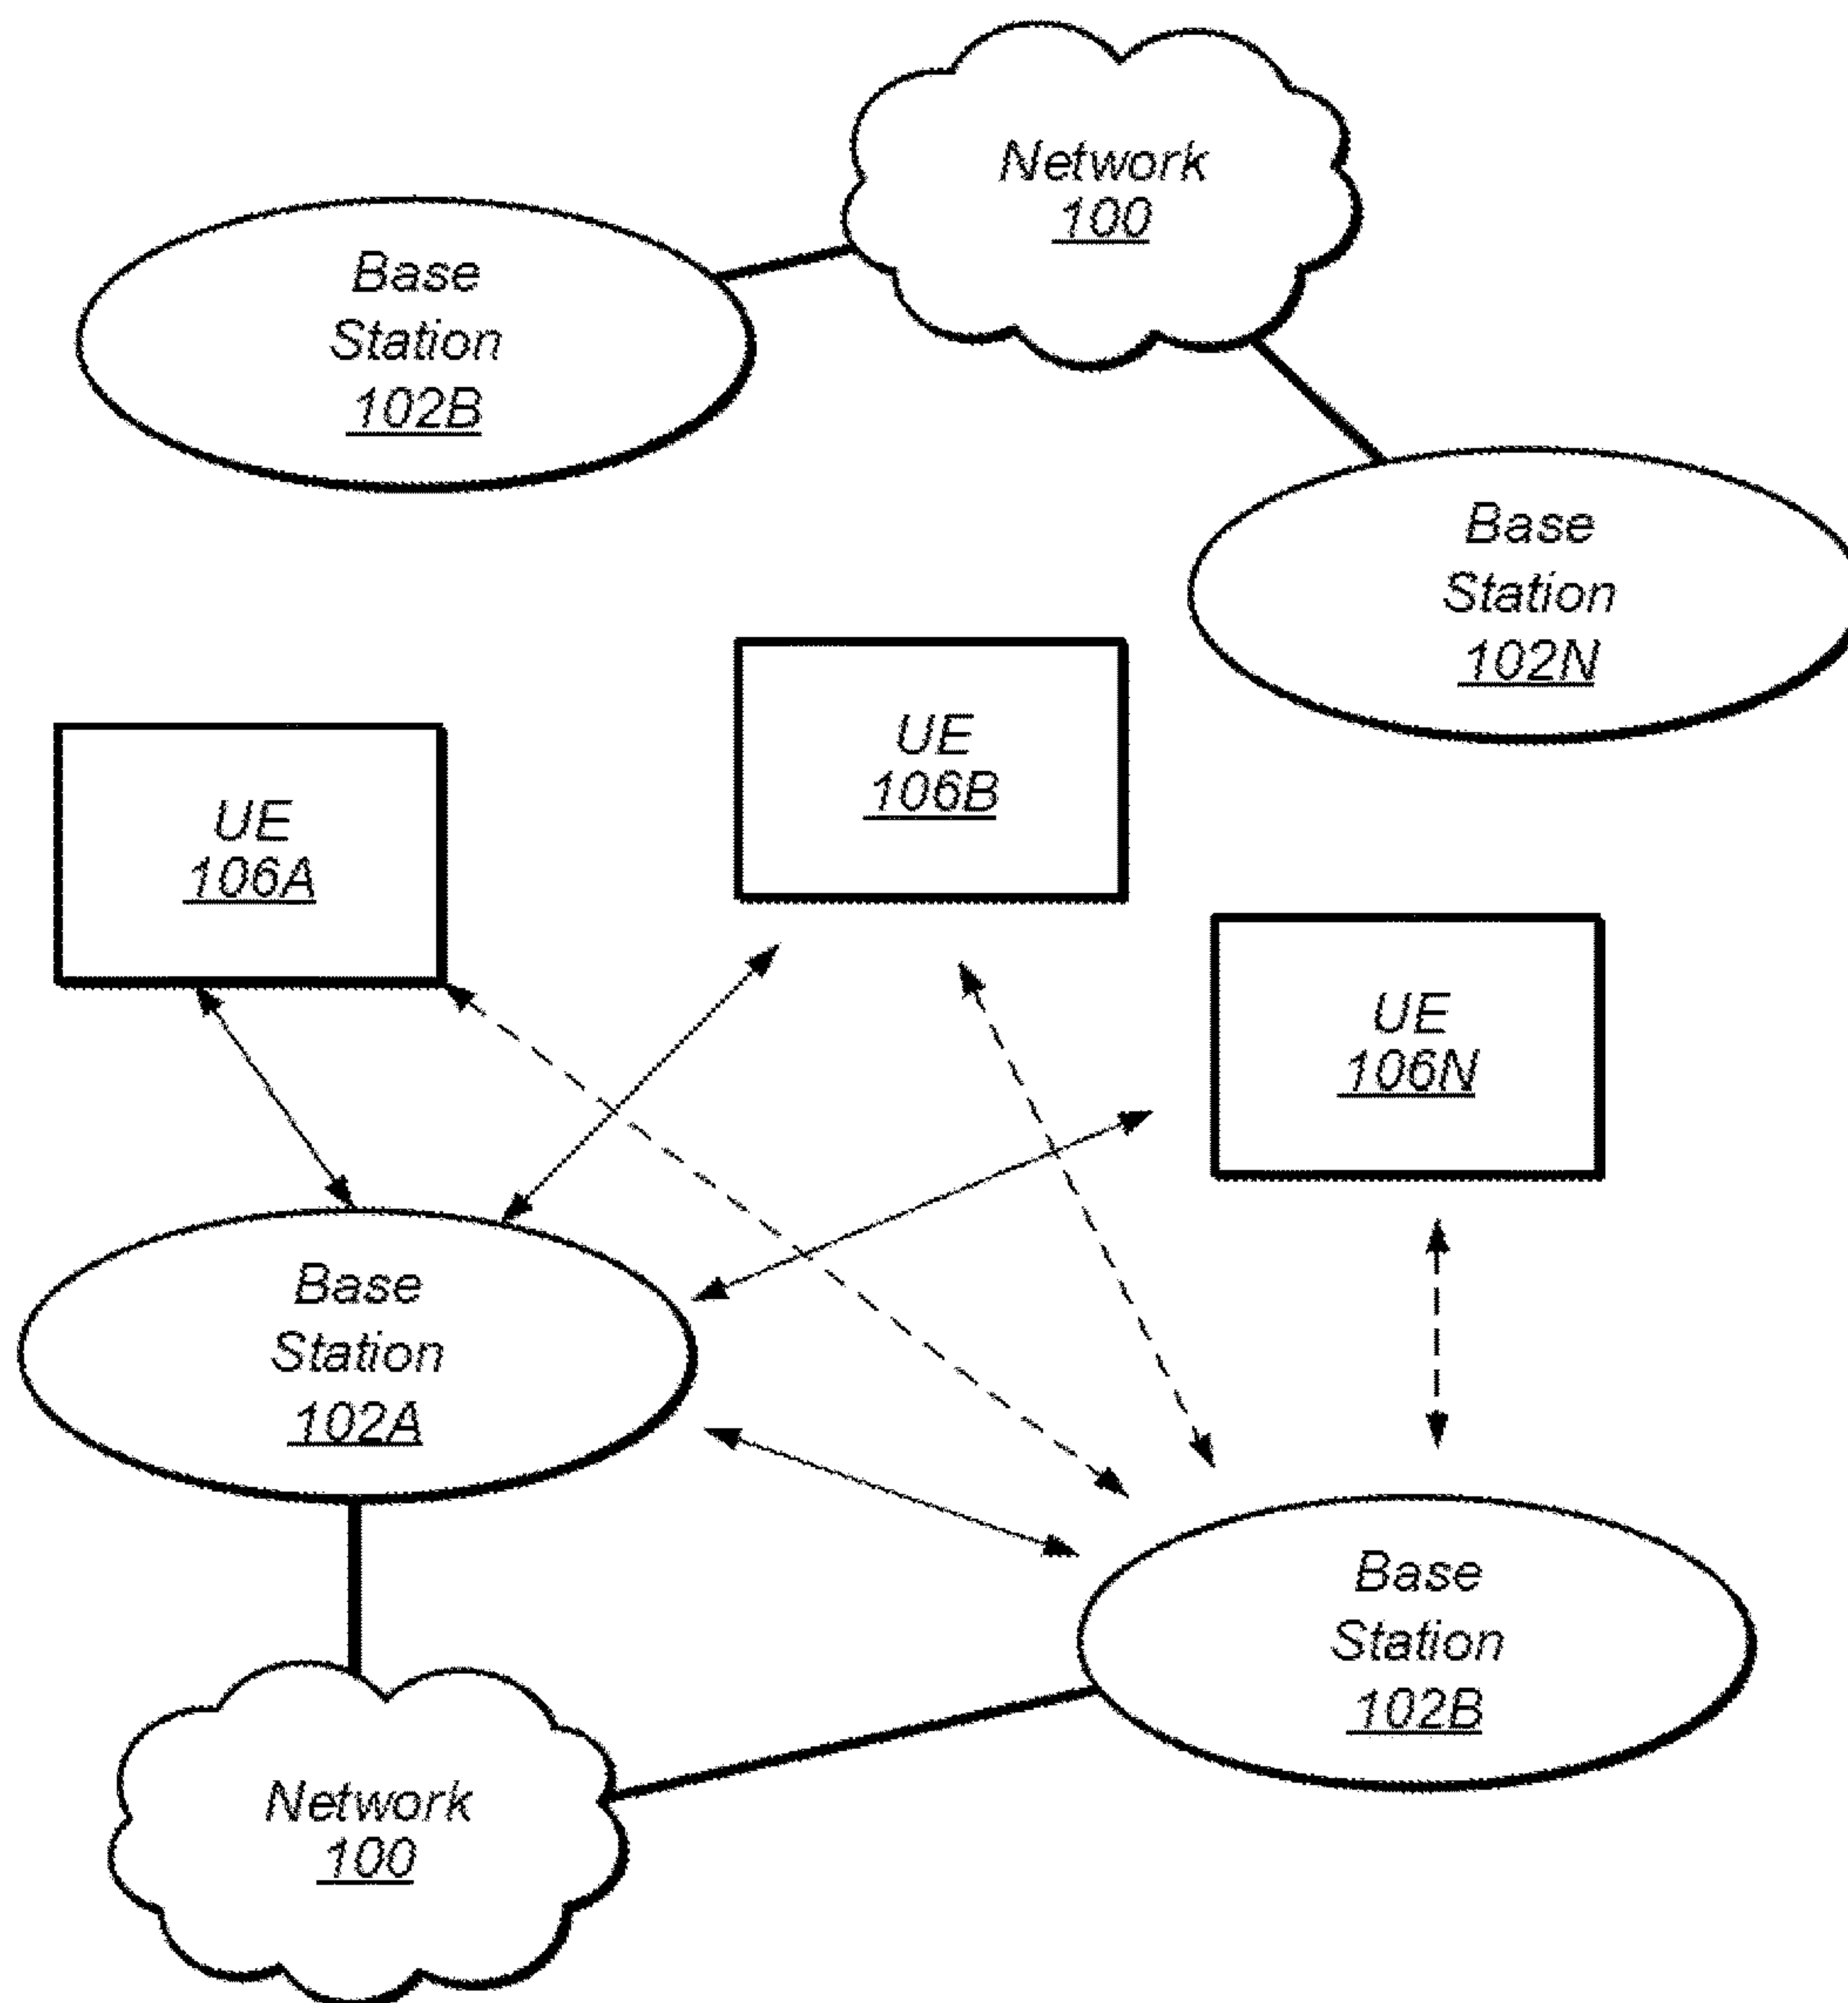 Network
100
Base
Station
102B
Base
Station
102N
UE
106B
UE
106A
UE
106N
Base
Station
102A
Base
Station
102B
Network
100